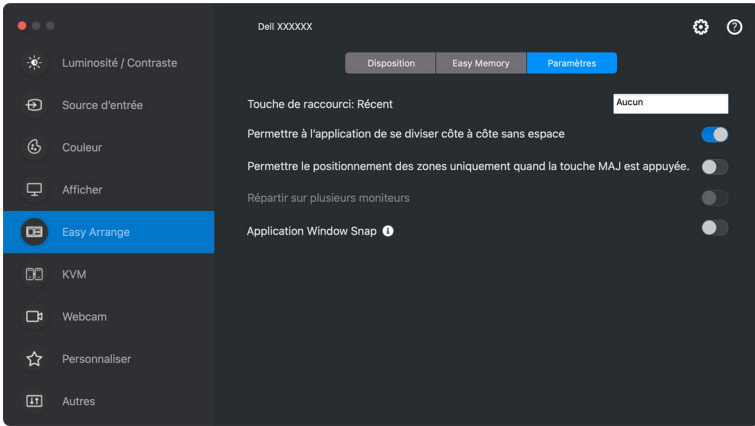 Dell XXXXXX
Luminosité / Contraste
Source d'entrée
Couleur
Afficher
Easy Arrange
KVM
Webcam
Personnaliser
Autres
Disposition
Easy Memory
Paramètres
Touche de raccourci: Récent
Aucun
Permettre à l'application de se diviser côte à côte sans espace
Permettre le positionnement des zones uniquement quand la touche MAJ est appuyée.
Répartir sur plusieurs moniteurs
Application Window Snap